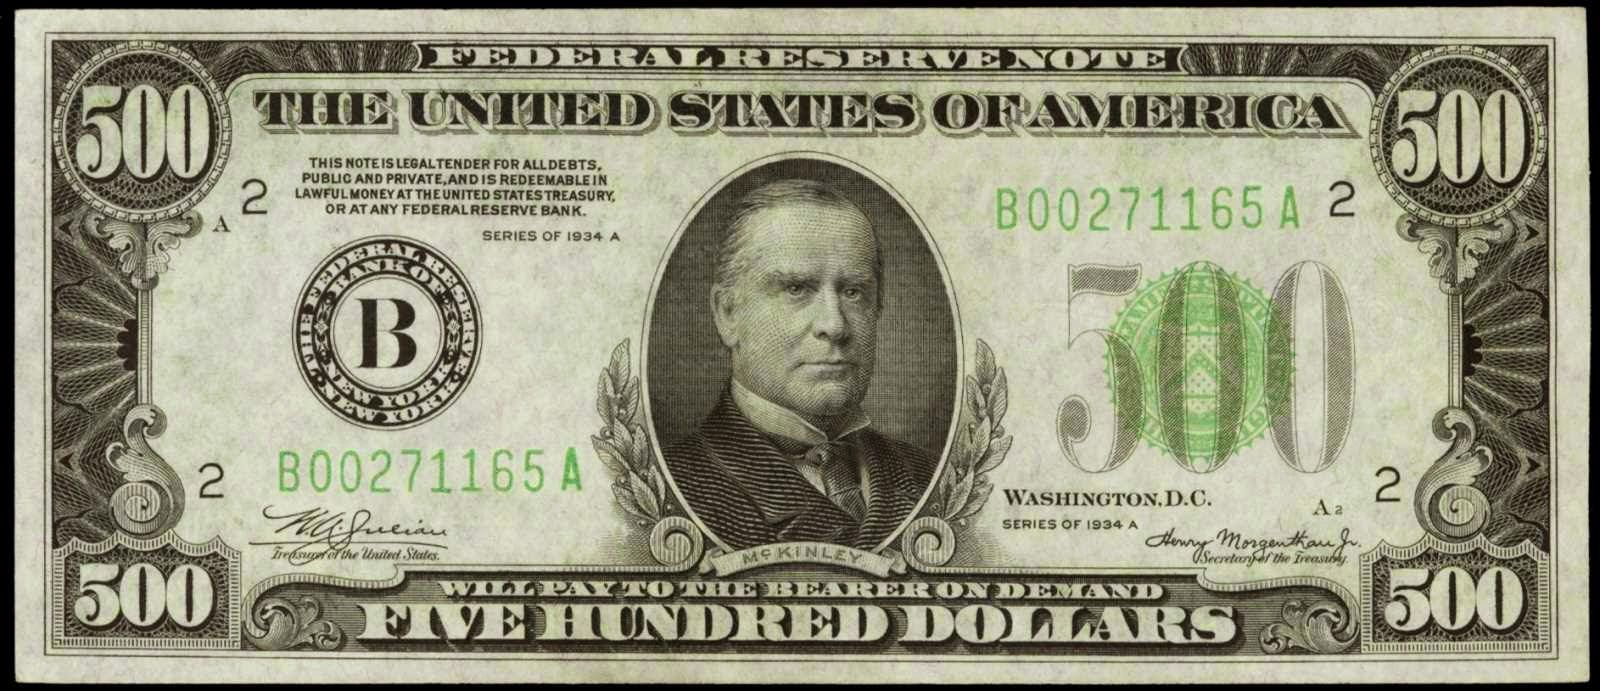 FEDERAL RESERVE NOTE
500 THE UNITED STATES OF AMERICA 500
THIS NOTE IS LEGAL TENDER FOR ALL DEBTS,
PUBLIC AND PRIVATE, AND IS REDEEMABLE IN
LAWFUL MONEY AT THE UNITED STATES TREASURY,
OR AT ANY FEDERAL RESERVE BANK.
SERIES OF 1934 A
A 2
B00271165A 2
THE FEDERAL RESERVE
BANK OF
B
NEW YORK
NEW YORK
500
2 B00271165A
W. A. Julian
Treasurer of the United States.
WASHINGTON, D.C.
SERIES OF 1934 A
A2 2
Henry Morgenthau Jr.
Secretary of the Treasury.
McKINLEY
WILL PAY TO THE BEARER ON DEMAND
500 FIVE HUNDRED DOLLARS 500